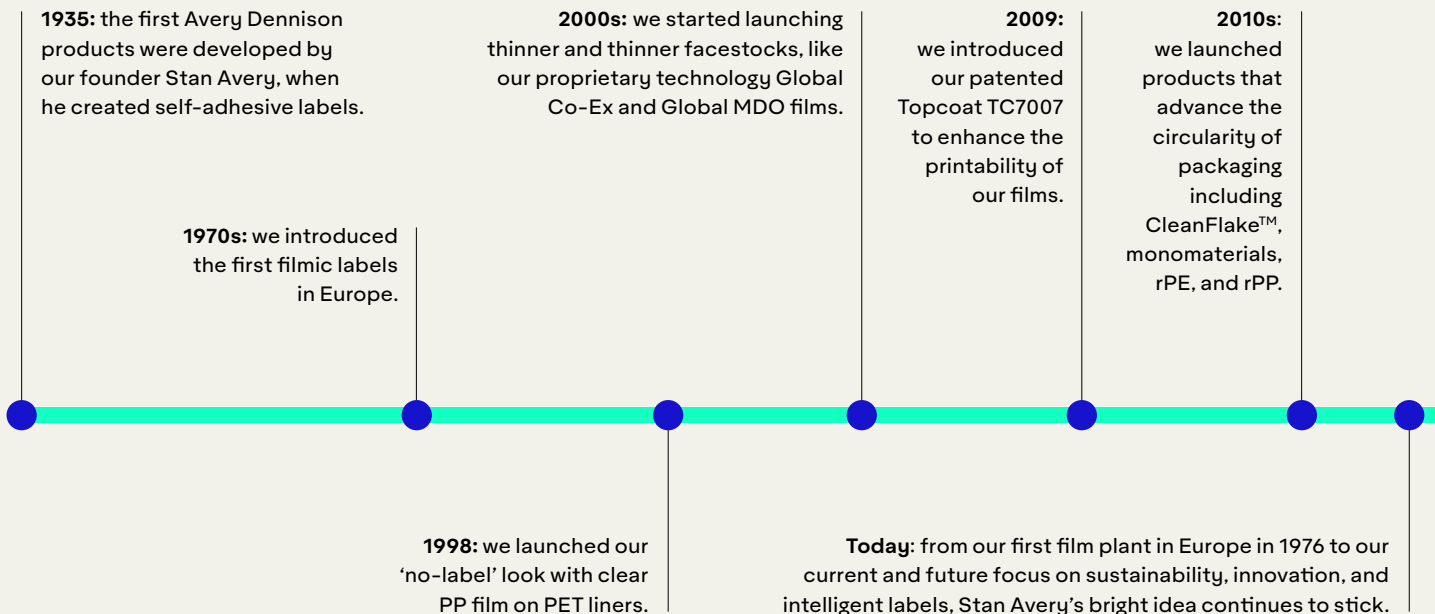 1935: the first Avery Dennison
products were developed by
our founder Stan Avery, when
he created self-adhesive labels.
1970s: we introduced
the first filmic labels
in Europe.
1998: we launched our
‘no-label’ look with clear
PP film on PET liners.
2000s: we started launching
thinner and thinner facestocks, like
our proprietary technology Global
Co-Ex and Global MDO films.
2009:
we introduced
our patented
Topcoat TC7007
to enhance the
printability of
our films.
2010s:
we launched
products that
advance the
circularity of
packaging
including
CleanFlake™,
monomaterials,
rPE, and rPP.
Today: from our first film plant in Europe in 1976 to our
current and future focus on sustainability, innovation, and
intelligent labels, Stan Avery’s bright idea continues to stick.